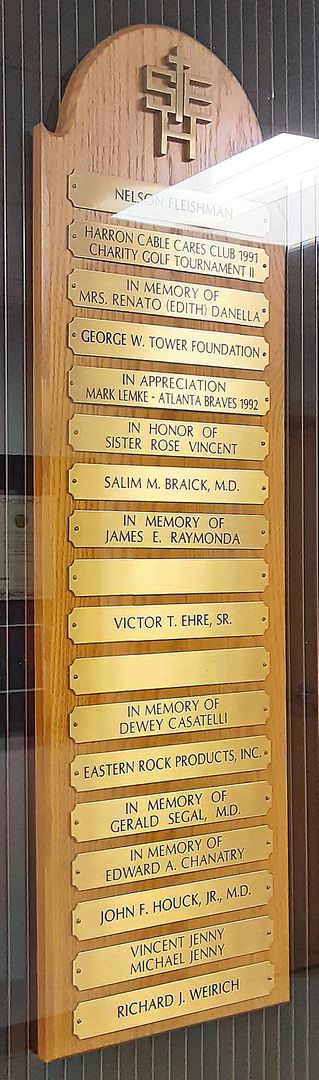 SEHF
NELSON FLEISHMAN
HARRON CABLE CARES CLUB 1991
CHARITY GOLF TOURNAMENT II
IN MEMORY OF
MRS. RENATO (EDITH) DANELLA
GEORGE W. TOWER FOUNDATION
IN APPRECIATION
MARK LEMKE - ATLANTA BRAVES 1992
IN HONOR OF
SISTER ROSE VINCENT
SALIM M. BRAICK, M.D.
IN MEMORY OF
JAMES E. RAYMONDA
VICTOR T. EHRE, SR.
IN MEMORY OF
DEWEY CASATELLI
EASTERN ROCK PRODUCTS, INC.
IN MEMORY OF
GERALD SEGAL, M.D.
IN MEMORY OF
EDWARD A. CHANATRY
JOHN F. HOUCK, JR., M.D.
VINCENT JENNY
MICHAEL JENNY
RICHARD J. WEIRICH